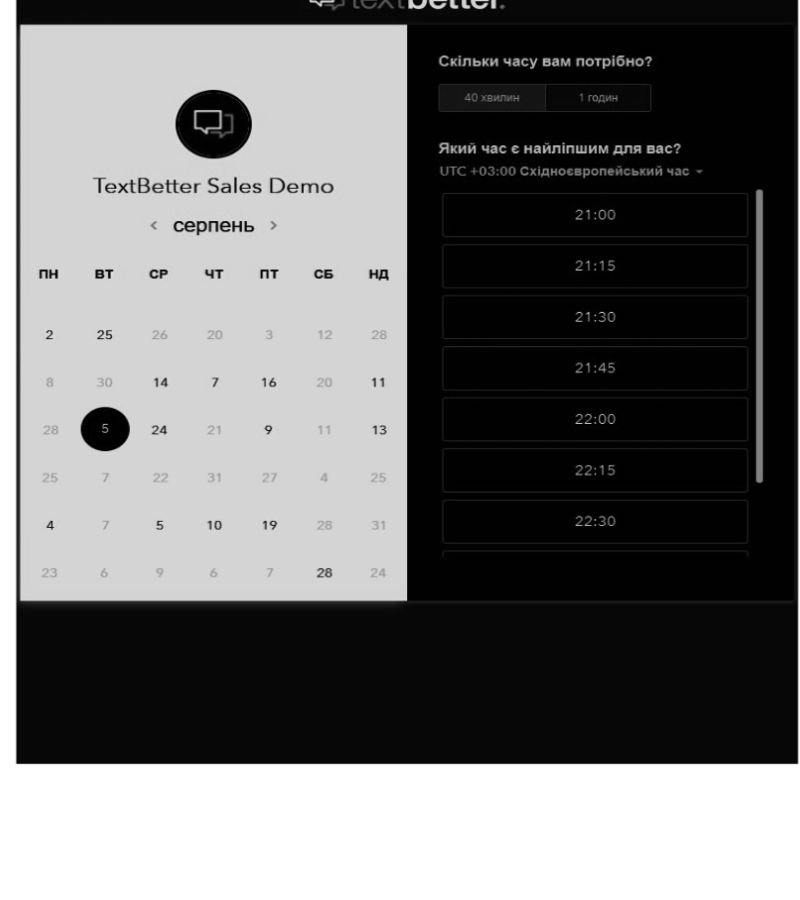 textbetter.
TextBetter Sales Demo
< серпень >
ПН ВТ СР ЧТ ПТ СБ НД
2 25 26 20 3 12 28
8 30 14 7 16 20 11
28 5 24 21 9 11 13
25 7 22 31 27 4 25
4 7 5 10 19 28 31
23 6 9 6 7 28 24
Скільки часу вам потрібно?
40 хвилин 1 годин
Який час є найліпшим для вас?
UTC +03:00 Східноєвропейський час
21:00
21:15
21:30
21:45
22:00
22:15
22:30